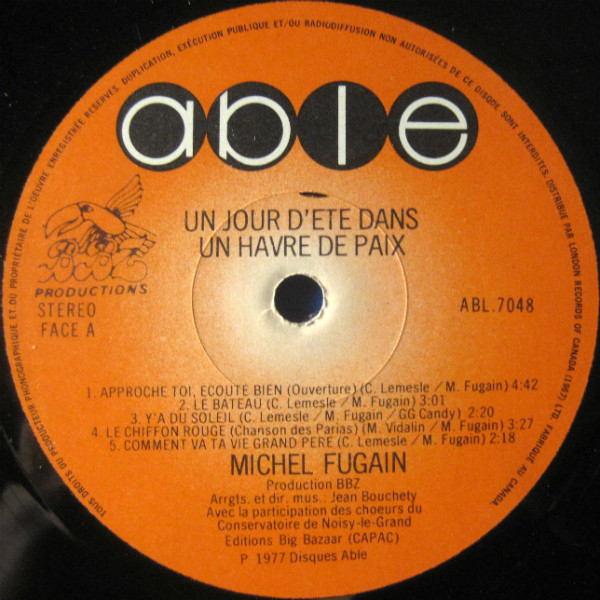 TOUS DROITS DU PRODUCTEUR PHONOGRAPHIQUE ET DU PROPRIÉTAIRE DE L'OEUVRE ENREGISTRÉE RESERVES. DUPLICATION, EXÉCUTION PUBLIQUE ET/OU RADIODIFFUSION NON AUTORISÉES DE CE DISQUE SONT INTERDITES. DISTRIBUE PAR LONDON RECORDS OF CANADA (1967) LTD. FABRIQUE AU CANADA.
able
UN JOUR D'ETE DANS
UN HAVRE DE PAIX
PRODUCTIONS
STEREO
FACE A
ABL.7048
1. APPROCHE TOI, ECOUTE BIEN (Ouverture) (C. Lemesle / M. Fugain) 4:42
2. LE BATEAU (C. Lemesle / M. Fugain) 3:01
3. Y'A DU SOLEIL (C. Lemesle / M. Fugain / GG Candy) 2:20
4. LE CHIFFON ROUGE (Chanson des Parias) (M. Vidalin / M. Fugain) 3:27
5. COMMENT VA TA VIE GRAND PERE (C. Lemesle / M. Fugain) 2:18
MICHEL FUGAIN
Production BBZ
Arrgts. et dir. mus.: Jean Bouchety
Avec la participation des choeurs du
Conservatoire de Noisy-le-Grand
Editions Big Bazaar (CAPAC)
P 1977 Disques Able